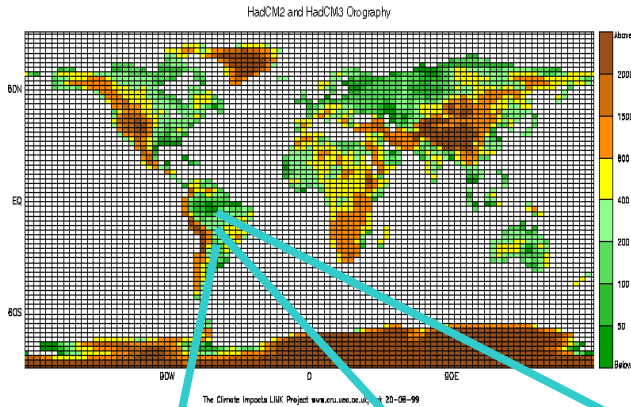 HadCM2 and HadCM3 Orography
Above
2000
1500
800
400
200
100
50
Below
60N
EQ
60S
90W
0
90E
The Climate Impacts LINK Project www.cru.uea.ac.uk 20-08-99